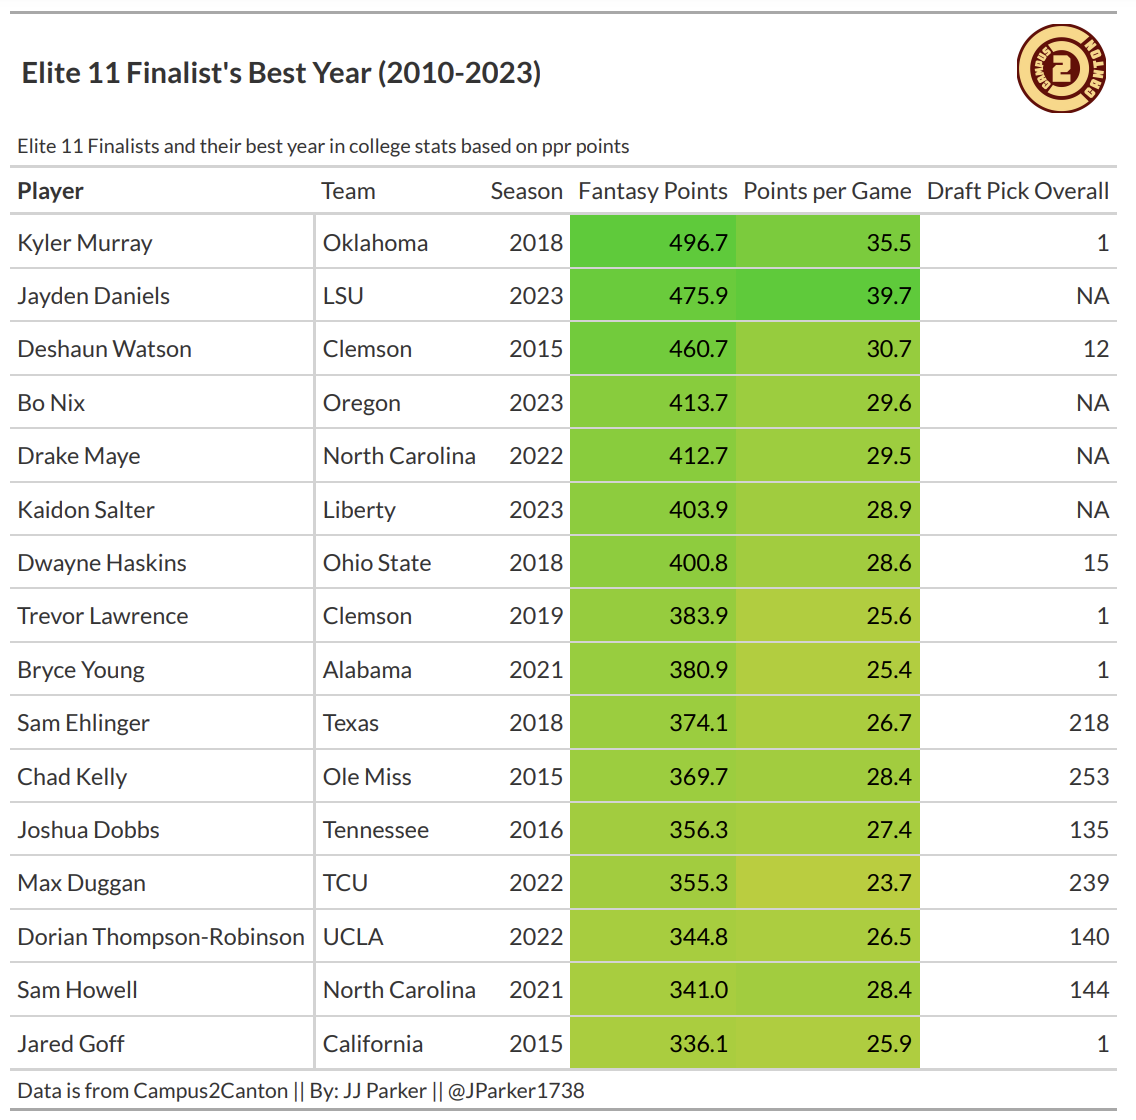 Elite 11 Finalist's Best Year (2010-2023)
CAMPUS 2 CANTON
Elite 11 Finalists and their best year in college stats based on ppr points
Player Team Season Fantasy Points Points per Game Draft Pick Overall
Kyler Murray Oklahoma 2018 496.7 35.5 1
Jayden Daniels LSU 2023 475.9 39.7 NA
Deshaun Watson Clemson 2015 460.7 30.7 12
Bo Nix Oregon 2023 413.7 29.6 NA
Drake Maye North Carolina 2022 412.7 29.5 NA
Kaidon Salter Liberty 2023 403.9 28.9 NA
Dwayne Haskins Ohio State 2018 400.8 28.6 15
Trevor Lawrence Clemson 2019 383.9 25.6 1
Bryce Young Alabama 2021 380.9 25.4 1
Sam Ehlinger Texas 2018 374.1 26.7 218
Chad Kelly Ole Miss 2015 369.7 28.4 253
Joshua Dobbs Tennessee 2016 356.3 27.4 135
Max Duggan TCU 2022 355.3 23.7 239
Dorian Thompson-Robinson UCLA 2022 344.8 26.5 140
Sam Howell North Carolina 2021 341.0 28.4 144
Jared Goff California 2015 336.1 25.9 1
Data is from Campus2Canton || By: JJ Parker || @JParker1738